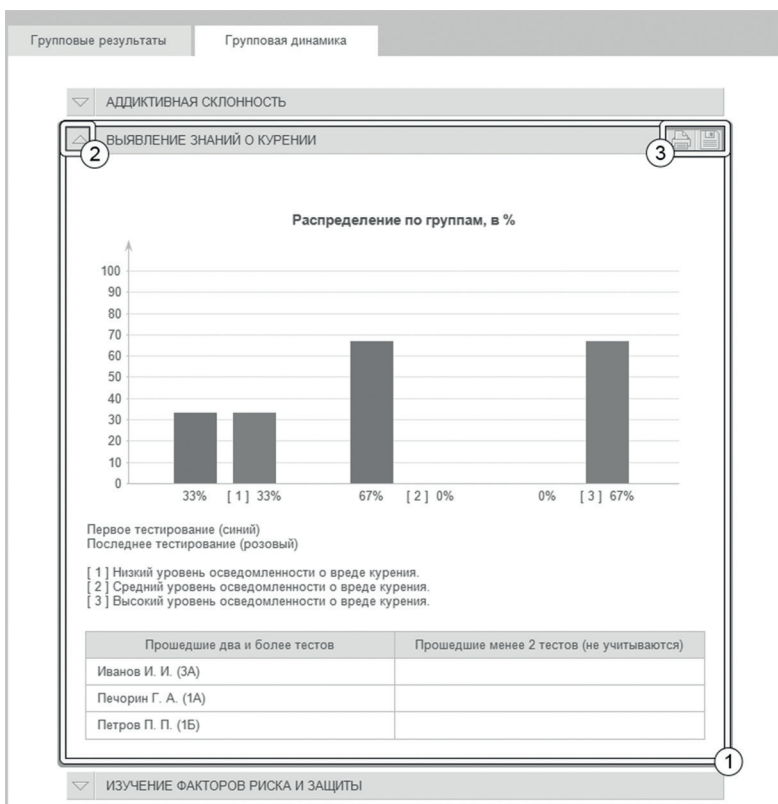 Групповые результаты
Групповая динамика
АДДИКТИВНАЯ СКЛОННОСТЬ
ВЫЯВЛЕНИЕ ЗНАНИЙ О КУРЕНИИ
2
3
Распределение по группам, в %
100
90
80
70
60
50
40
30
20
10
0
33% [ 1 ] 33% 67% [ 2 ] 0% 0% [ 3 ] 67%
Первое тестирование (синий)
Последнее тестирование (розовый)
[ 1 ] Низкий уровень осведомленности о вреде курения.
[ 2 ] Средний уровень осведомленности о вреде курения.
[ 3 ] Высокий уровень осведомленности о вреде курения.
Прошедшие два и более тестов Прошедшие менее 2 тестов (не учитываются)
Иванов И. И. (3А)
Печорин Г. А. (1А)
Петров П. П. (1Б)
1
ИЗУЧЕНИЕ ФАКТОРОВ РИСКА И ЗАЩИТЫ